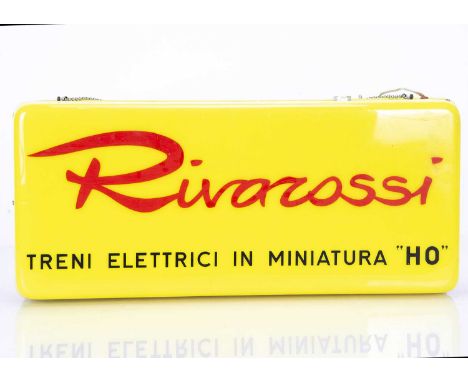 Rivarossi
TRENI ELETTRICI IN MINIATURA "HO"